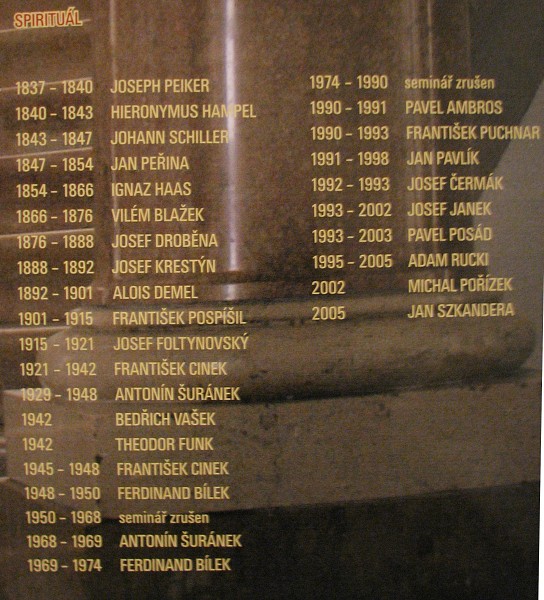 SPIRITUÁL
1837 – 1840 JOSEPH PEIKER
1840 – 1843 HIERONYMUS HAMPEL
1843 – 1847 JOHANN SCHILLER
1847 – 1854 JAN PEŘINA
1854 – 1866 IGNAZ HAAS
1866 – 1876 VILÉM BLAŽEK
1876 – 1888 JOSEF DROBĚNA
1888 – 1892 JOSEF KRESTÝN
1892 – 1901 ALOIS DEMEL
1901 – 1915 FRANTIŠEK POSPÍŠIL
1915 – 1921 JOSEF FOLTYNOVSKÝ
1921 – 1942 FRANTIŠEK CINEK
1929 – 1948 ANTONÍN ŠURÁNEK
1942 BEDŘICH VAŠEK
1942 THEODOR FUNK
1945 – 1948 FRANTIŠEK CINEK
1948 – 1950 FERDINAND BÍLEK
1950 – 1968 seminář zrušen
1968 – 1969 ANTONÍN ŠURÁNEK
1969 – 1974 FERDINAND BÍLEK
1974 – 1990 seminář zrušen
1990 – 1991 PAVEL AMBROS
1990 – 1993 FRANTIŠEK PUCHNAR
1991 – 1998 JAN PAVLÍK
1992 – 1993 JOSEF ČERMÁK
1993 – 2002 JOSEF JANEK
1993 – 2003 PAVEL POSÁD
1995 – 2005 ADAM RUCKI
2002 MICHAL POŘÍZEK
2005 JAN SZKANDERA